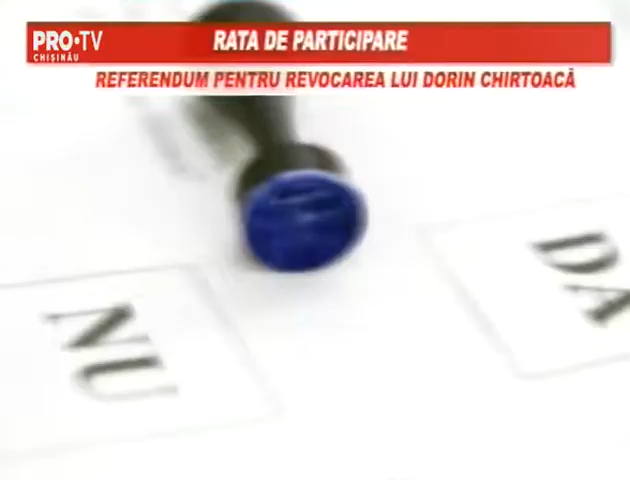 PRO•TV
CHIȘINĂU
RATA DE PARTICIPARE
REFERENDUM PENTRU REVOCAREA LUI DORIN CHIRTOACĂ
NU
DA